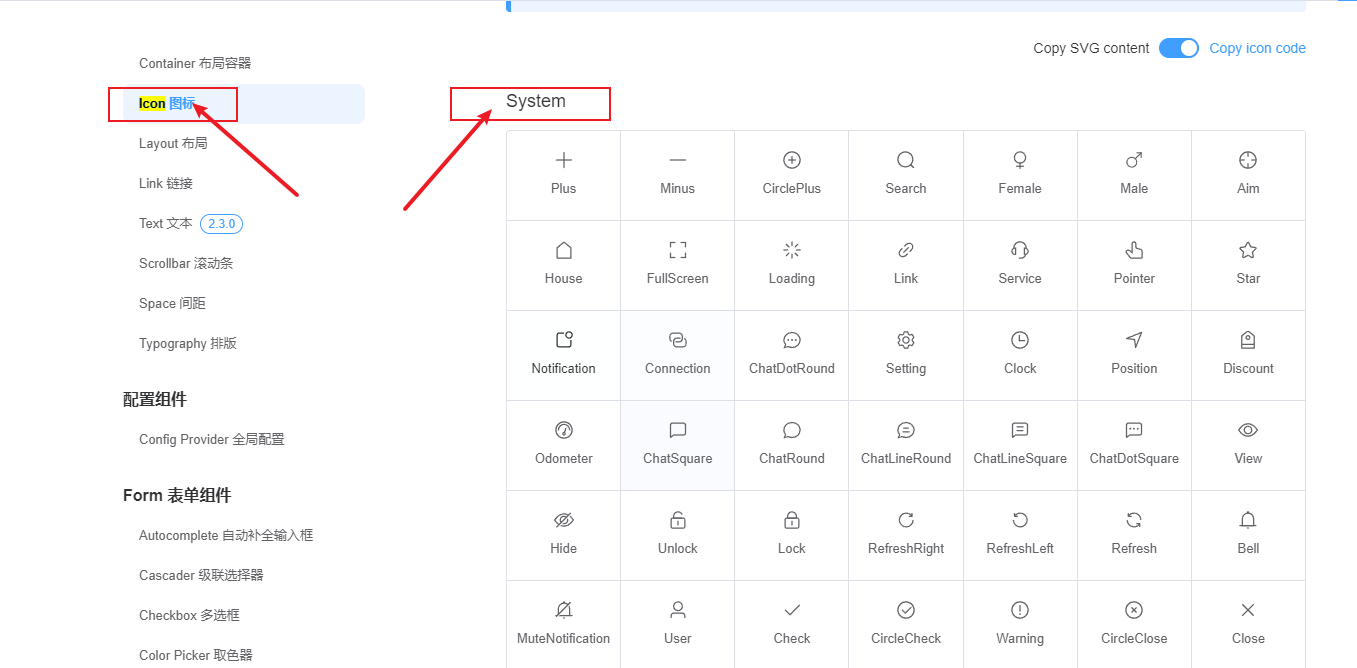 Container 布局容器
Icon 图标
Layout 布局
Link 链接
Text 文本 2.3.0
Scrollbar 滚动条
Space 间距
Typography 排版
配置组件
Config Provider 全局配置
Form 表单组件
Autocomplete 自动补全输入框
Cascader 级联选择器
Checkbox 多选框
Color Picker 取色器
Copy SVG content Copy icon code
System
Plus Minus CirclePlus Search Female Male Aim
House FullScreen Loading Link Service Pointer Star
Notification Connection ChatDotRound Setting Clock Position Discount
Odometer ChatSquare ChatRound ChatLineRound ChatLineSquare ChatDotSquare View
Hide Unlock Lock RefreshRight RefreshLeft Refresh Bell
MuteNotification User Check CircleCheck Warning CircleClose Close